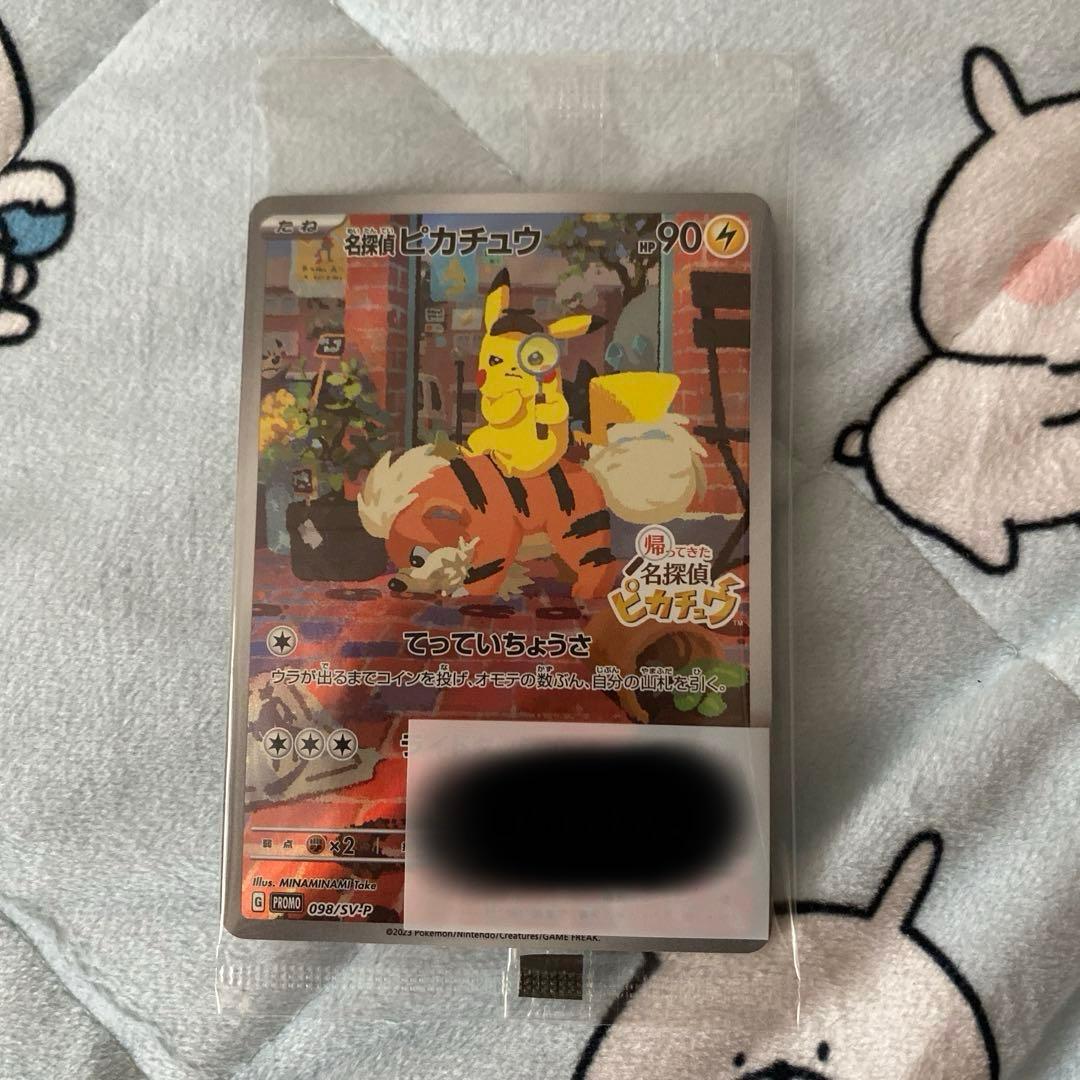 たね
名探偵ピカチュウ
HP90
帰ってきた
名探偵
ピカチュウ
TM
てっていちょうさ
ウラが出るまでコインを投げ、オモテの数ぶん、自分の山札を引く。
弱点 ×2
Illus. MINAMINAMI Take
G PROMO 098/SV-P
©2023 Pokémon/Nintendo/Creatures/GAME FREAK.